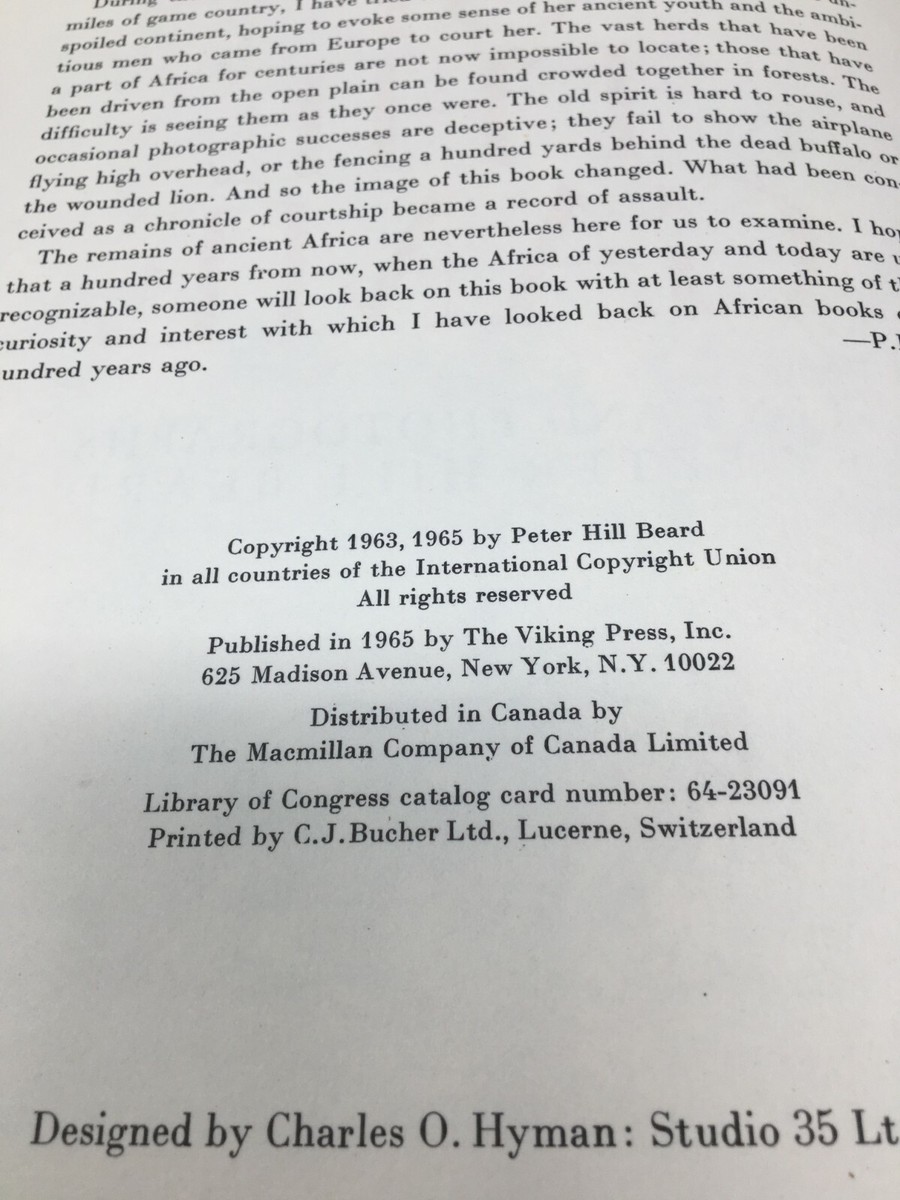 During
miles of game country, I have tried
spoiled continent, hoping to evoke some sense of her ancient youth and the ambi-
tious men who came from Europe to court her. The vast herds that have been
a part of Africa for centuries are not now impossible to locate; those that have
been driven from the open plain can be found crowded together in forests. The
difficulty is seeing them as they once were. The old spirit is hard to rouse, and
occasional photographic successes are deceptive; they fail to show the airplane
flying high overhead, or the fencing a hundred yards behind the dead buffalo or
the wounded lion. And so the image of this book changed. What had been con-
ceived as a chronicle of courtship became a record of assault.
The remains of ancient Africa are nevertheless here for us to examine. I hop
that a hundred years from now, when the Africa of yesterday and today are u
recognizable, someone will look back on this book with at least something of t
curiosity and interest with which I have looked back on African books
undred years ago.
—P.
Copyright 1963, 1965 by Peter Hill Beard
in all countries of the International Copyright Union
All rights reserved
Published in 1965 by The Viking Press, Inc.
625 Madison Avenue, New York, N.Y. 10022
Distributed in Canada by
The Macmillan Company of Canada Limited
Library of Congress catalog card number: 64-23091
Printed by C.J.Bucher Ltd., Lucerne, Switzerland
Designed by Charles O. Hyman: Studio 35 Lt